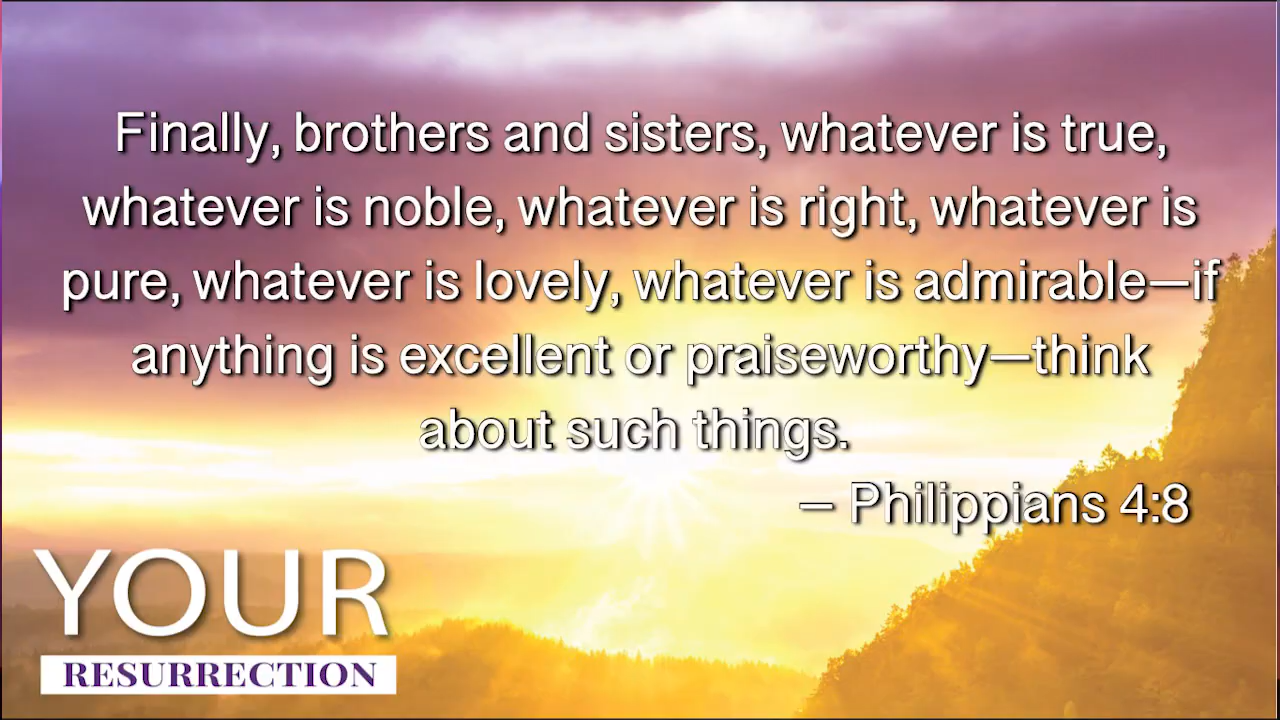 Finally, brothers and sisters, whatever is true,
whatever is noble, whatever is right, whatever is
pure, whatever is lovely, whatever is admirable—if
anything is excellent or praiseworthy—think
about such things.
– Philippians 4:8
YOUR
RESURRECTION